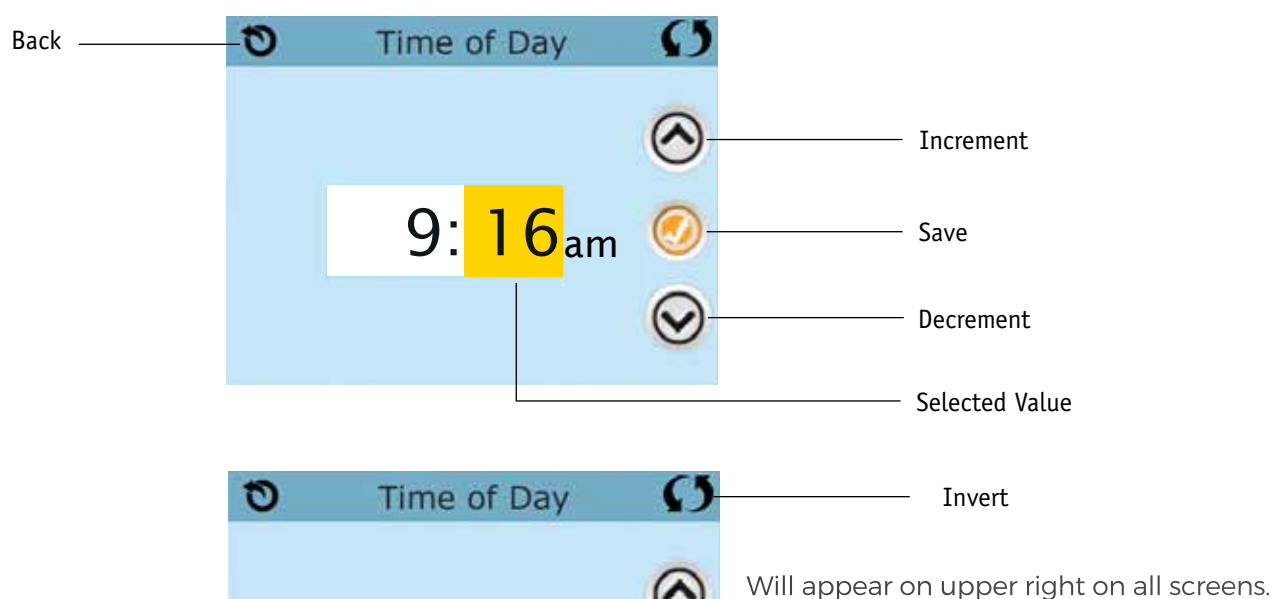 Back
Time of Day
Increment
9: 16am
Save
Decrement
Selected Value
Time of Day
Invert
Will appear on upper right on all screens.